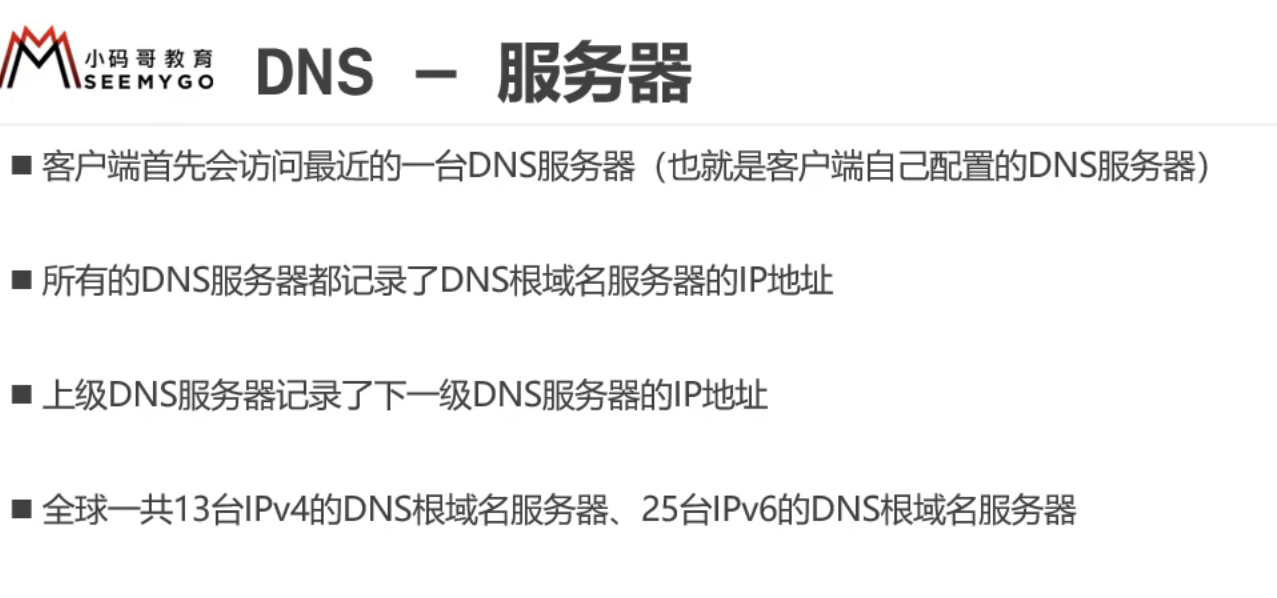 小码哥教育
SEEMYGO
DNS － 服务器
■ 客户端首先会访问最近的一台DNS服务器（也就是客户端自己配置的DNS服务器）
■ 所有的DNS服务器都记录了DNS根域名服务器的IP地址
■ 上级DNS服务器记录了下一级DNS服务器的IP地址
■ 全球一共13台IPv4的DNS根域名服务器、25台IPv6的DNS根域名服务器